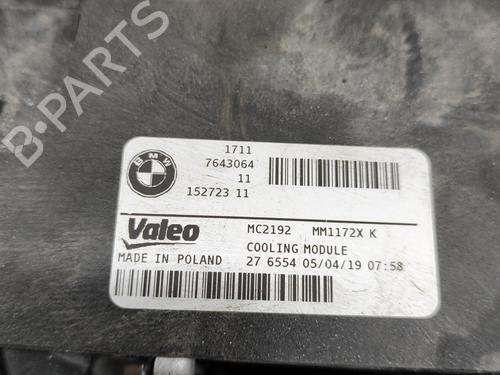 B-PARTS
BMW
1711
7643064
11
152723 11
Valeo
MC2192 MM1172X K
COOLING MODULE
MADE IN POLAND 27 6554 05/04/19 07:58